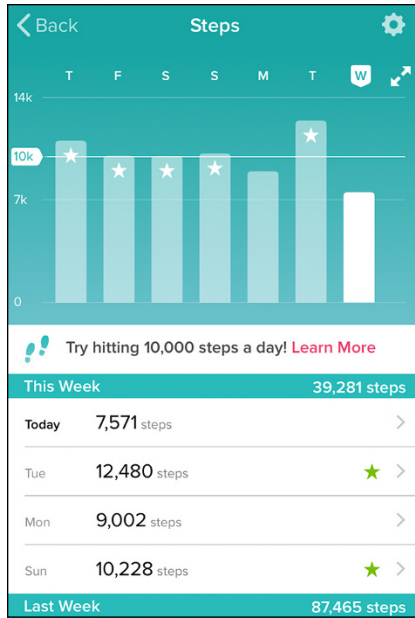 Back Steps
T F S S M T W
14k
10k
7k
0
Try hitting 10,000 steps a day! Learn More
This Week 39,281 steps
Today 7,571 steps
Tue 12,480 steps
Mon 9,002 steps
Sun 10,228 steps
Last Week 87,465 steps